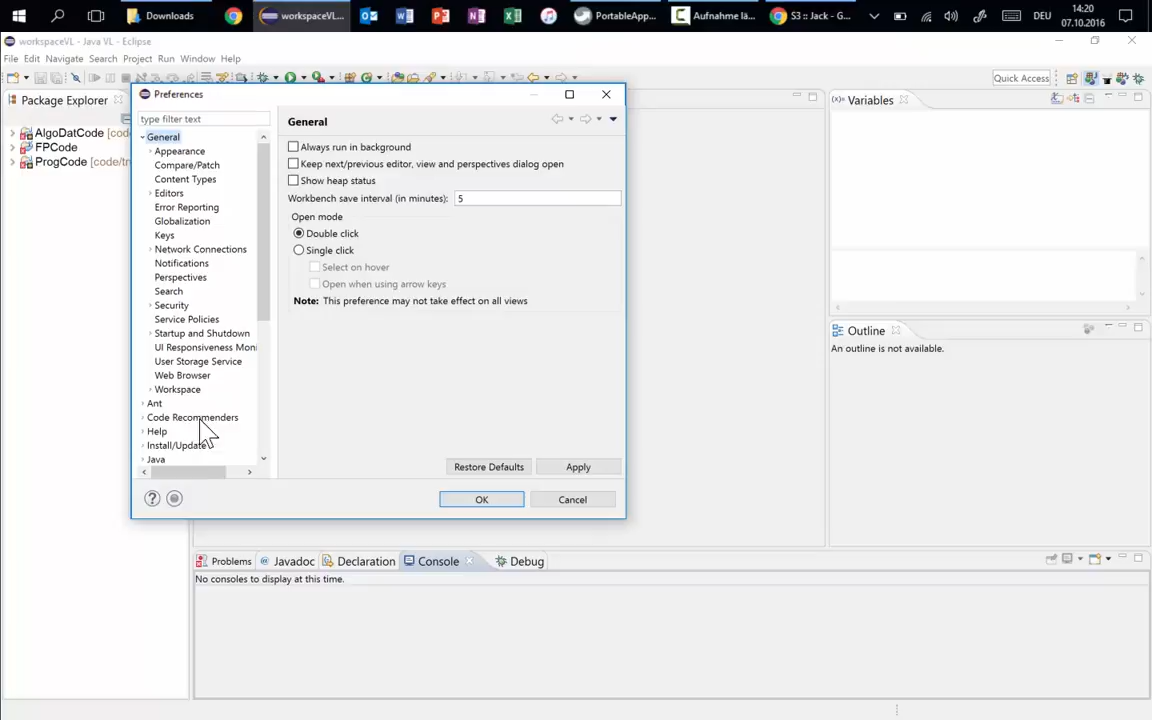 Downloads
workspaceVL...
PortableApp...
Aufnahme lä...
S3 :: Jack - G...
DEU
14:20
07.10.2016
workspaceVL - Java VL - Eclipse
File Edit Navigate Search Project Run Window Help
Quick Access
Package Explorer
AlgoDatCode [cod
FPCode
ProgCode [code/tr
Preferences
type filter text
General
Appearance
Compare/Patch
Content Types
Editors
Error Reporting
Globalization
Keys
Network Connections
Notifications
Perspectives
Search
Security
Service Policies
Startup and Shutdown
UI Responsiveness Moni
User Storage Service
Web Browser
Workspace
Ant
Code Recommenders
Help
Install/Update
Java
General
Always run in background
Keep next/previous editor, view and perspectives dialog open
Show heap status
Workbench save interval (in minutes): 5
Open mode
Double click
Single click
Select on hover
Open when using arrow keys
Note: This preference may not take effect on all views
Restore Defaults Apply
OK Cancel
(x)= Variables
Outline
An outline is not available.
Problems @ Javadoc Declaration Console Debug
No consoles to display at this time.